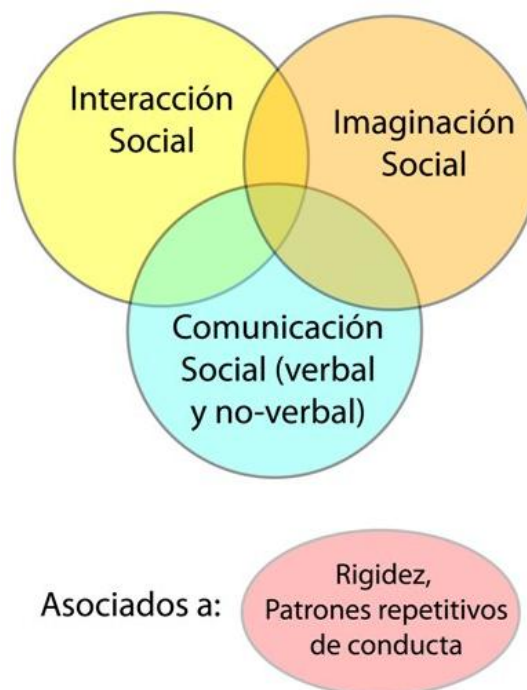 Interacción
Social
Imaginación
Social
Comunicación
Social (verbal
y no-verbal)
Asociados a:
Rigidez,
Patrones repetitivos
de conducta